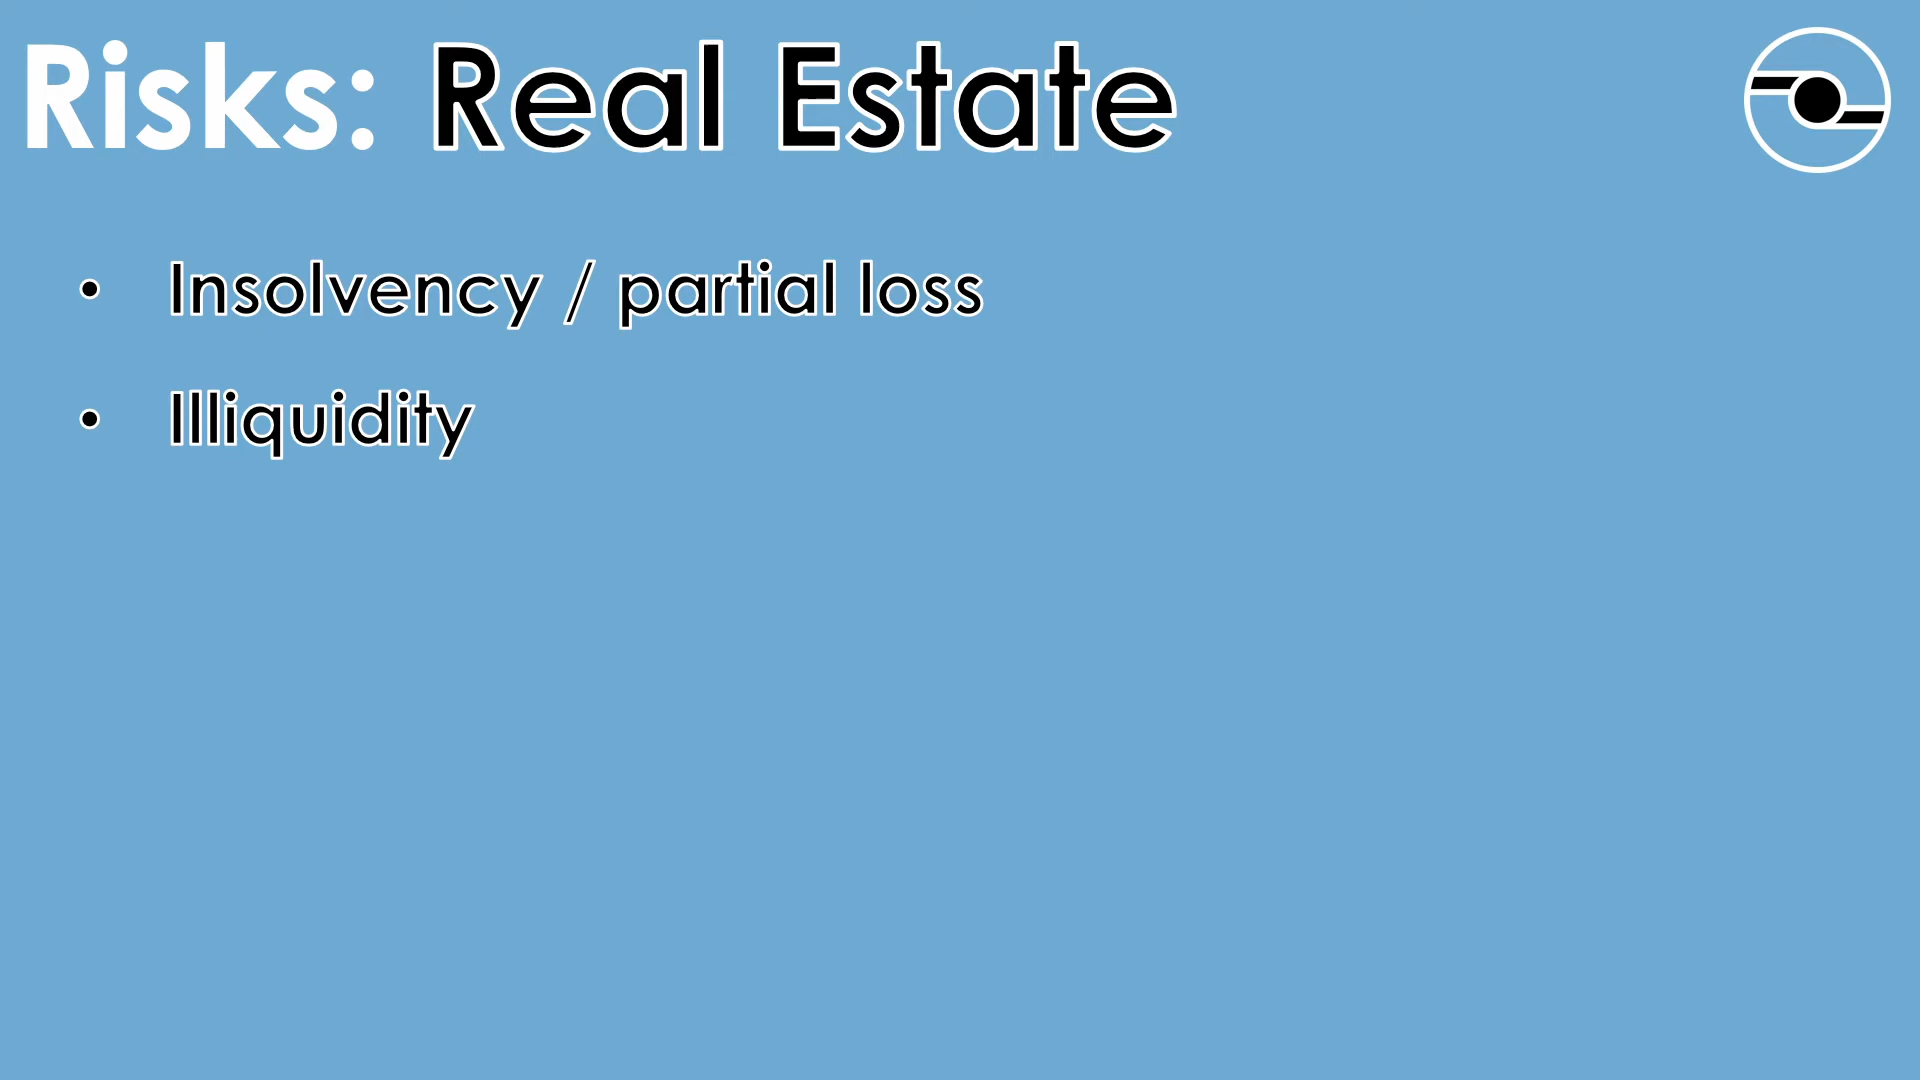 Risks: Real Estate
• Insolvency / partial loss
• Illiquidity